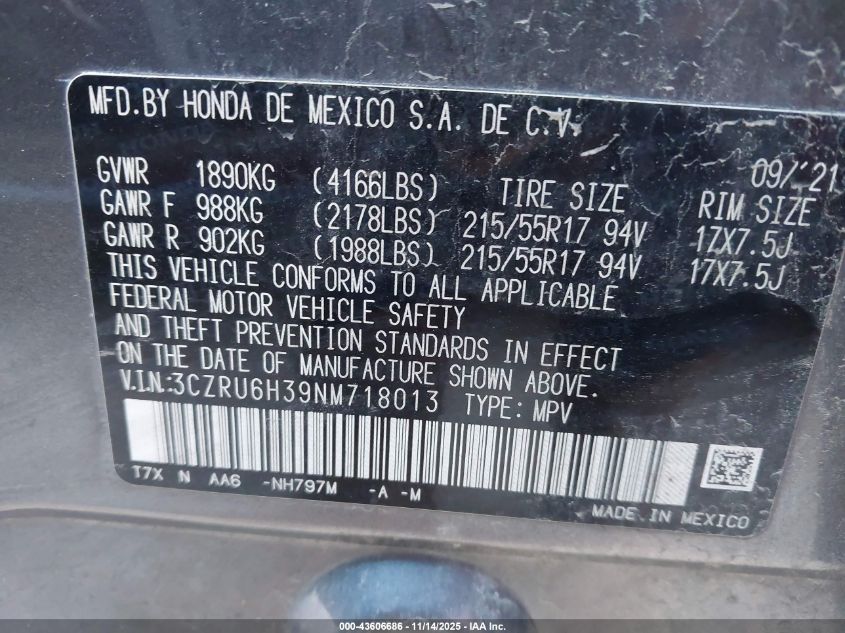 MFD.BY HONDA DE MEXICO S.A. DE C.V.
09/'21
GVWR 1890KG (4166LBS) TIRE SIZE RIM SIZE
GAWR F 988KG (2178LBS) 215/55R17 94V 17X7.5J
GAWR R 902KG (1988LBS) 215/55R17 94V 17X7.5J
THIS VEHICLE CONFORMS TO ALL APPLICABLE
FEDERAL MOTOR VEHICLE SAFETY
AND THEFT PREVENTION STANDARDS IN EFFECT
ON THE DATE OF MANUFACTURE SHOWN ABOVE.
V.I.N.:3CZRU6H39NM718013 TYPE: MPV
T7X N AA6 -NH797M -A -M
MADE IN MEXICO
000-43606686 - 11/14/2025 - IAA Inc.